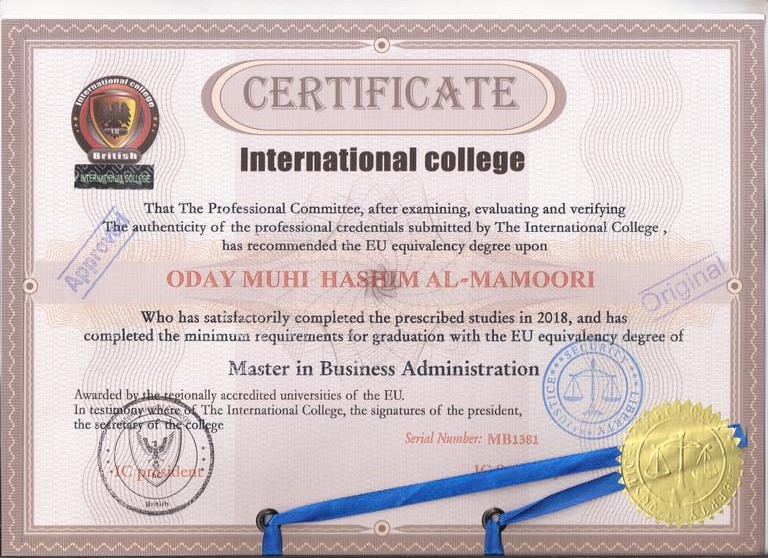 CERTIFICATE
International college
British
INTERNATIONAL COLLEGE
International college
That The Professional Committee, after examining, evaluating and verifying
The authenticity of the professional credentials submitted by The International College ,
has recommended the EU equivalency degree upon
Approved
ODAY MUHI HASHIM AL-MAMOORI
Original
Who has satisfactorily completed the prescribed studies in 2018, and has
completed the minimum requirements for graduation with the EU equivalency degree of
Master in Business Administration
SECURITY
JUSTICE
LIBERTY
Awarded by the regionally accredited universities of the EU.
In testimony where of The International College, the signatures of the president,
the secretary of the college
Serial Number: MB1381
IC president
British